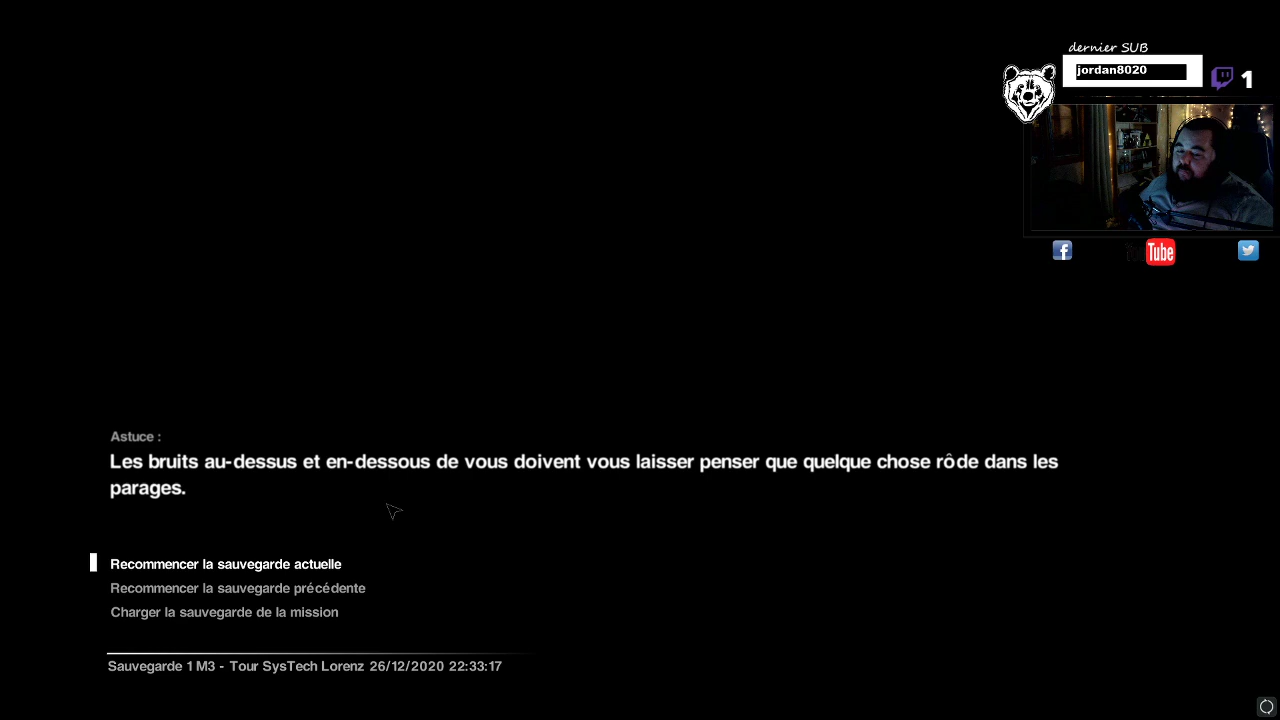 dernier SUB
jordan8020
1
Tube
Astuce :
Les bruits au-dessus et en-dessous de vous doivent vous laisser penser que quelque chose rôde dans les
parages.
Recommencer la sauvegarde actuelle
Recommencer la sauvegarde précédente
Charger la sauvegarde de la mission
Sauvegarde 1 M3 - Tour SysTech Lorenz 26/12/2020 22:33:17